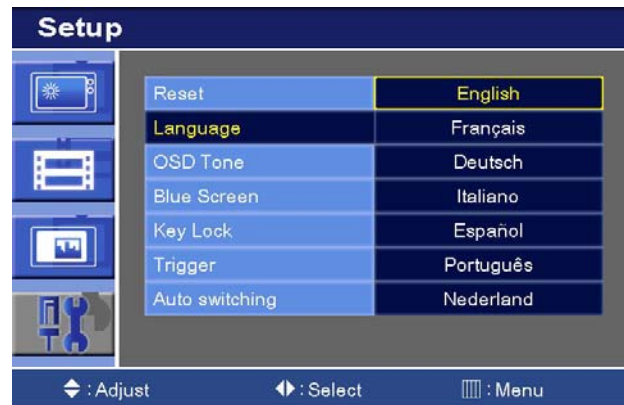 Setup
Reset English
Language Français
OSD Tone Deutsch
Blue Screen Italiano
Key Lock Español
Trigger Português
Auto switching Nederland
: Adjust : Select : Menu